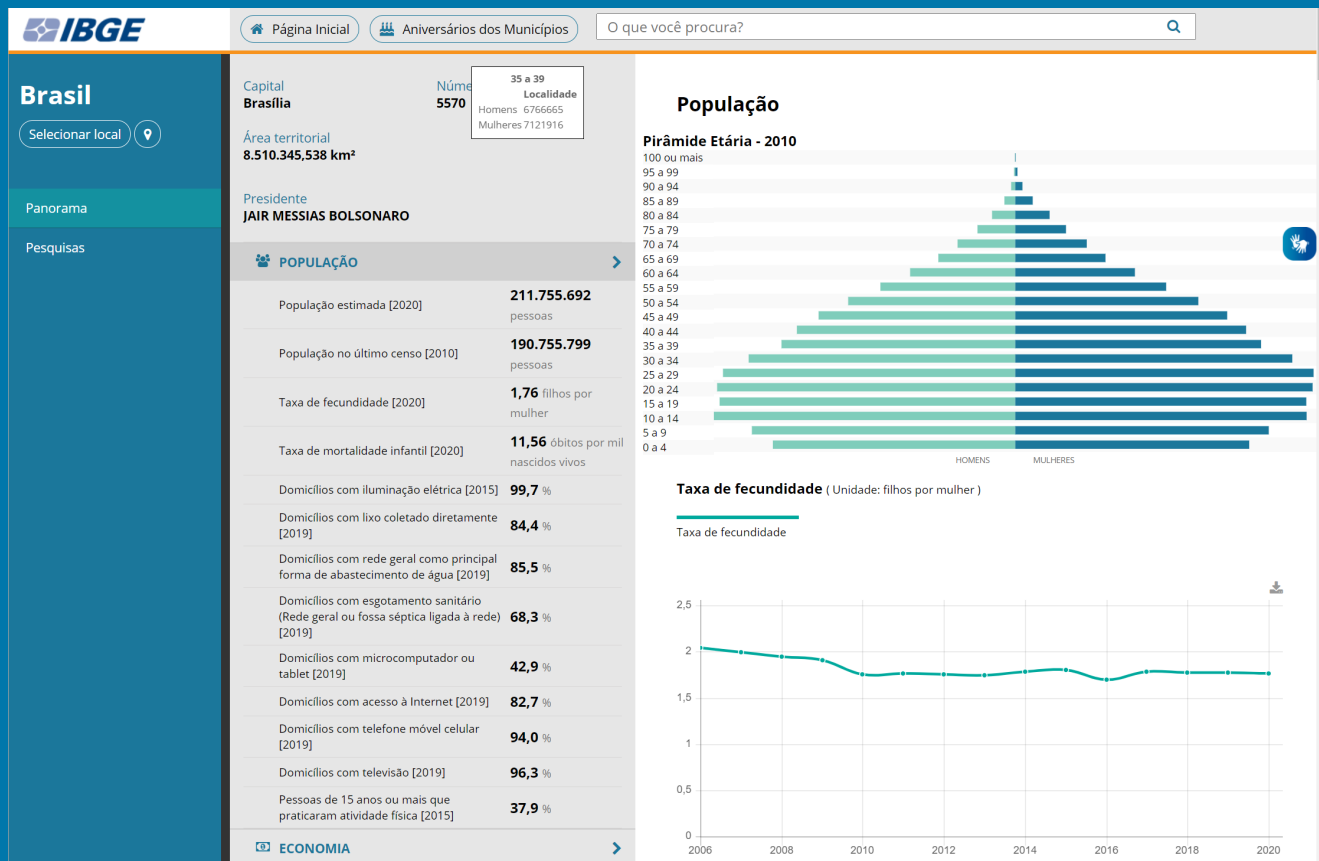 IBGE
Página Inicial
Aniversários dos Municípios
O que você procura?
Brasil
Selecionar local
Panorama
Pesquisas
Capital
Brasília
Núme
5570
35 a 39
Localidade
Homens 6766665
Mulheres 7121916
Área territorial
8.510.345,538 km²
Presidente
JAIR MESSIAS BOLSONARO
POPULAÇÃO
População estimada [2020] 211.755.692
pessoas
População no último censo [2010] 190.755.799
pessoas
Taxa de fecundidade [2020] 1,76 filhos por
mulher
Taxa de mortalidade infantil [2020] 11,56 óbitos por mil
nascidos vivos
Domicílios com iluminação elétrica [2015] 99,7 %
Domicílios com lixo coletado diretamente
[2019] 84,4 %
Domicílios com rede geral como principal
forma de abastecimento de água [2019] 85,5 %
Domicílios com esgotamento sanitário
(Rede geral ou fossa séptica ligada à rede) 68,3 %
[2019]
Domicílios com microcomputador ou
tablet [2019] 42,9 %
Domicílios com acesso à Internet [2019] 82,7 %
Domicílios com telefone móvel celular
[2019] 94,0 %
Domicílios com televisão [2019] 96,3 %
Pessoas de 15 anos ou mais que
praticaram atividade física [2015] 37,9 %
ECONOMIA
População
Pirâmide Etária - 2010
100 ou mais
95 a 99
90 a 94
85 a 89
80 a 84
75 a 79
70 a 74
65 a 69
60 a 64
55 a 59
50 a 54
45 a 49
40 a 44
35 a 39
30 a 34
25 a 29
20 a 24
15 a 19
10 a 14
5 a 9
0 a 4
HOMENS MULHERES
Taxa de fecundidade ( Unidade: filhos por mulher )
Taxa de fecundidade
2,5
2
1,5
1
0,5
0
2006 2008 2010 2012 2014 2016 2018 2020